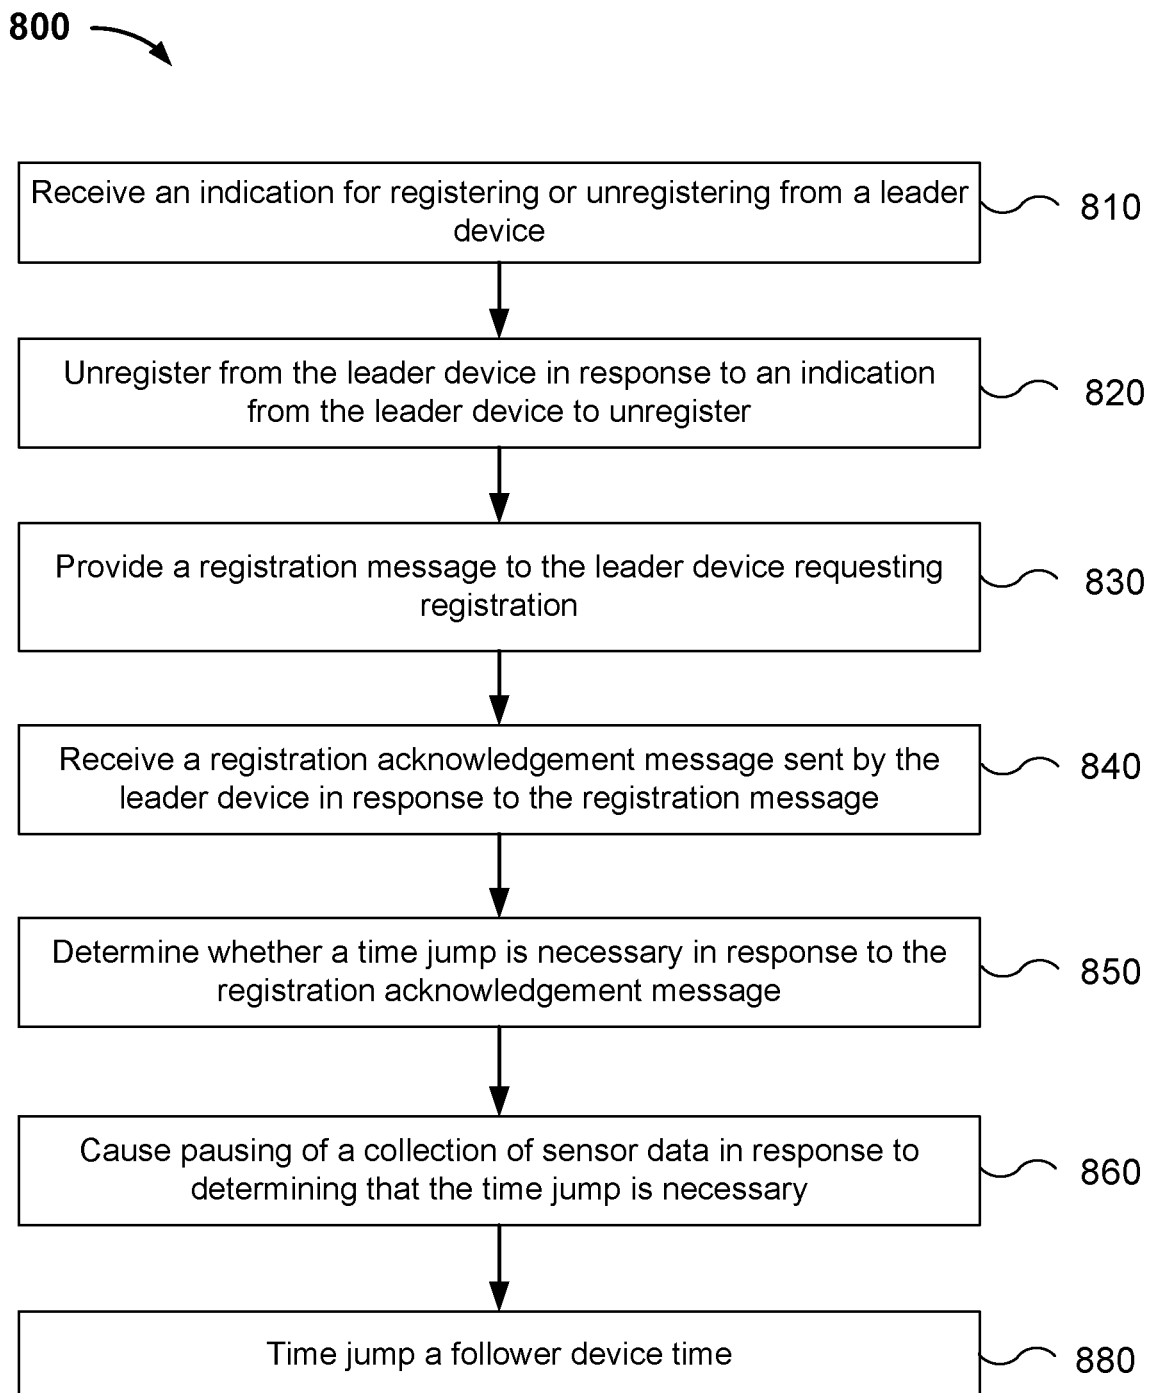 800
Receive an indication for registering or unregistering from a leader
device
810
Unregister from the leader device in response to an indication
from the leader device to unregister
820
Provide a registration message to the leader device requesting
registration
830
Receive a registration acknowledgement message sent by the
leader device in response to the registration message
840
Determine whether a time jump is necessary in response to the
registration acknowledgement message
850
Cause pausing of a collection of sensor data in response to
determining that the time jump is necessary
860
Time jump a follower device time
880